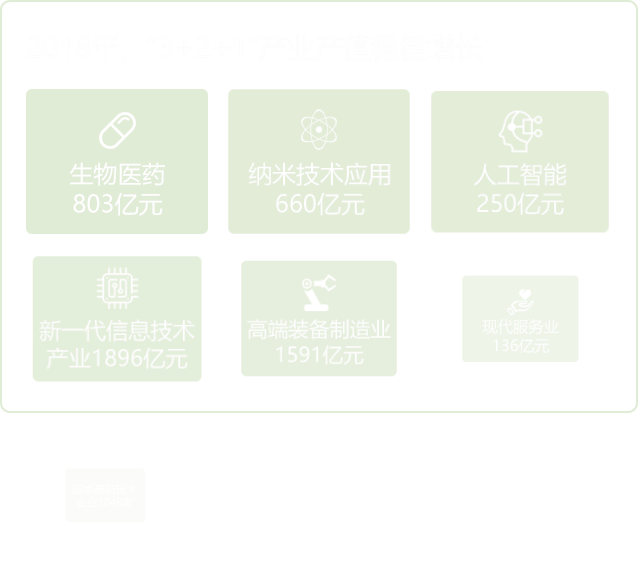 生物医药
803亿元
纳米技术应用
660亿元
人工智能
250亿元
新一代信息技术
产业1896亿元
高端装备制造业
1591亿元
现代服务业
136亿元